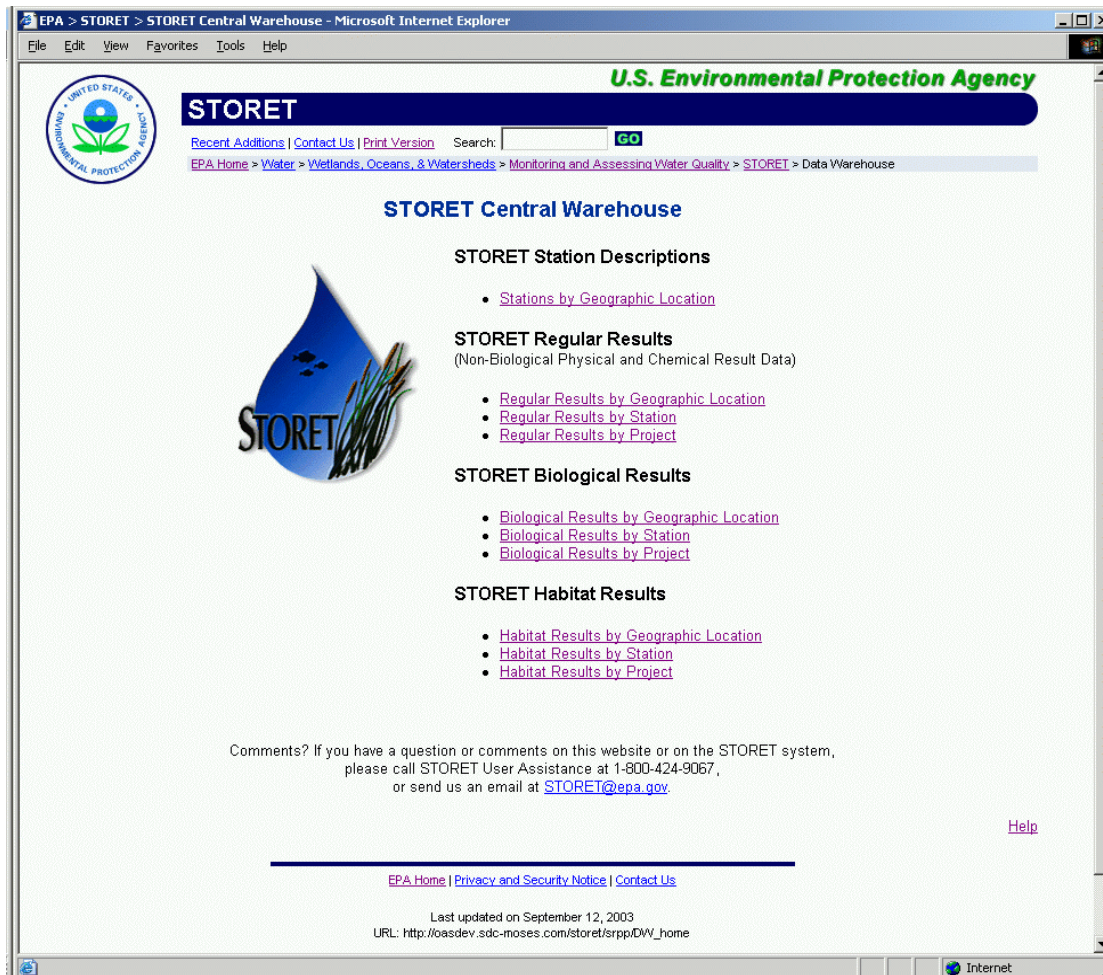 EPA > STORET > STORET Central Warehouse - Microsoft Internet Explorer
File Edit View Favorites Tools Help
UNITED STATES
ENVIRONMENTAL PROTECTION AGENCY
U.S. Environmental Protection Agency
STORET
Recent Additions | Contact Us | Print Version Search: GO
EPA Home > Water > Wetlands, Oceans, & Watersheds > Monitoring and Assessing Water Quality > STORET > Data Warehouse
STORET Central Warehouse
STORET
STORET Station Descriptions
• Stations by Geographic Location
STORET Regular Results
(Non-Biological Physical and Chemical Result Data)
• Regular Results by Geographic Location
• Regular Results by Station
• Regular Results by Project
STORET Biological Results
• Biological Results by Geographic Location
• Biological Results by Station
• Biological Results by Project
STORET Habitat Results
• Habitat Results by Geographic Location
• Habitat Results by Station
• Habitat Results by Project
Comments? If you have a question or comments on this website or on the STORET system,
please call STORET User Assistance at 1-800-424-9067,
or send us an email at STORET@epa.gov.
Help
EPA Home | Privacy and Security Notice | Contact Us
Last updated on September 12, 2003
URL: http://oasdev.sdc-moses.com/storet/srpp/DW_home
Internet